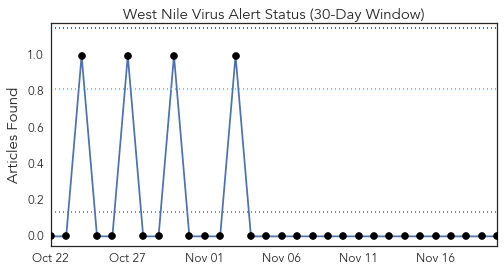 West Nile Virus Alert Status (30-Day Window)
Articles Found
1.0
0.8
0.6
0.4
0.2
0.0
Oct 22 Oct 27 Nov 01 Nov 06 Nov 11 Nov 16